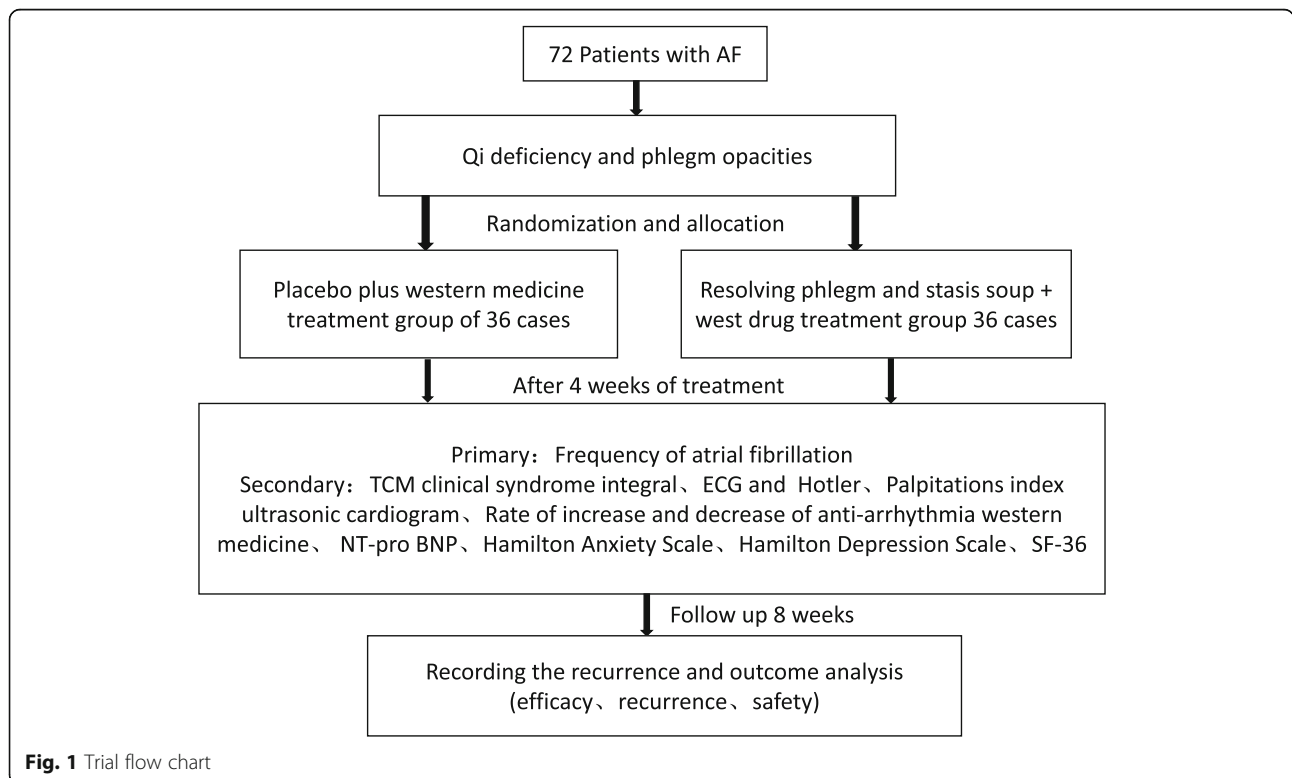 72 Patients with AF
Qi deficiency and phlegm opacities
Randomization and allocation
Placebo plus western medicine
treatment group of 36 cases
Resolving phlegm and stasis soup +
west drug treatment group 36 cases
After 4 weeks of treatment
Primary：Frequency of atrial fibrillation
Secondary：TCM clinical syndrome integral、ECG and Hotler、Palpitations index
ultrasonic cardiogram、Rate of increase and decrease of anti-arrhythmia western
medicine、NT-pro BNP、Hamilton Anxiety Scale、Hamilton Depression Scale、SF-36
Follow up 8 weeks
Recording the recurrence and outcome analysis
(efficacy、recurrence、safety)
Fig. 1 Trial flow chart